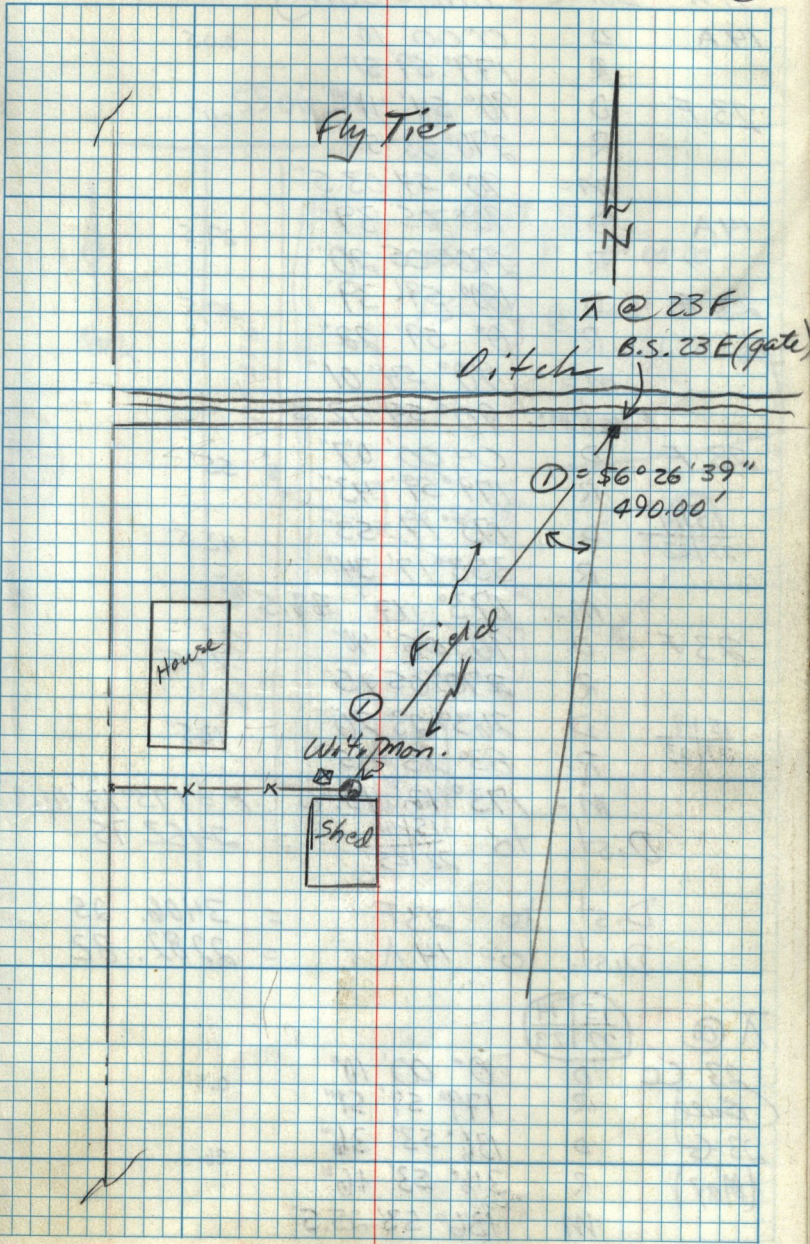 Fly Tie
N
⊼ @ 23F
B.S. 23E (gate)
Ditch
① = 56° 26' 39"
490.00'
House
Field
①
Wit. Mon.
Shed